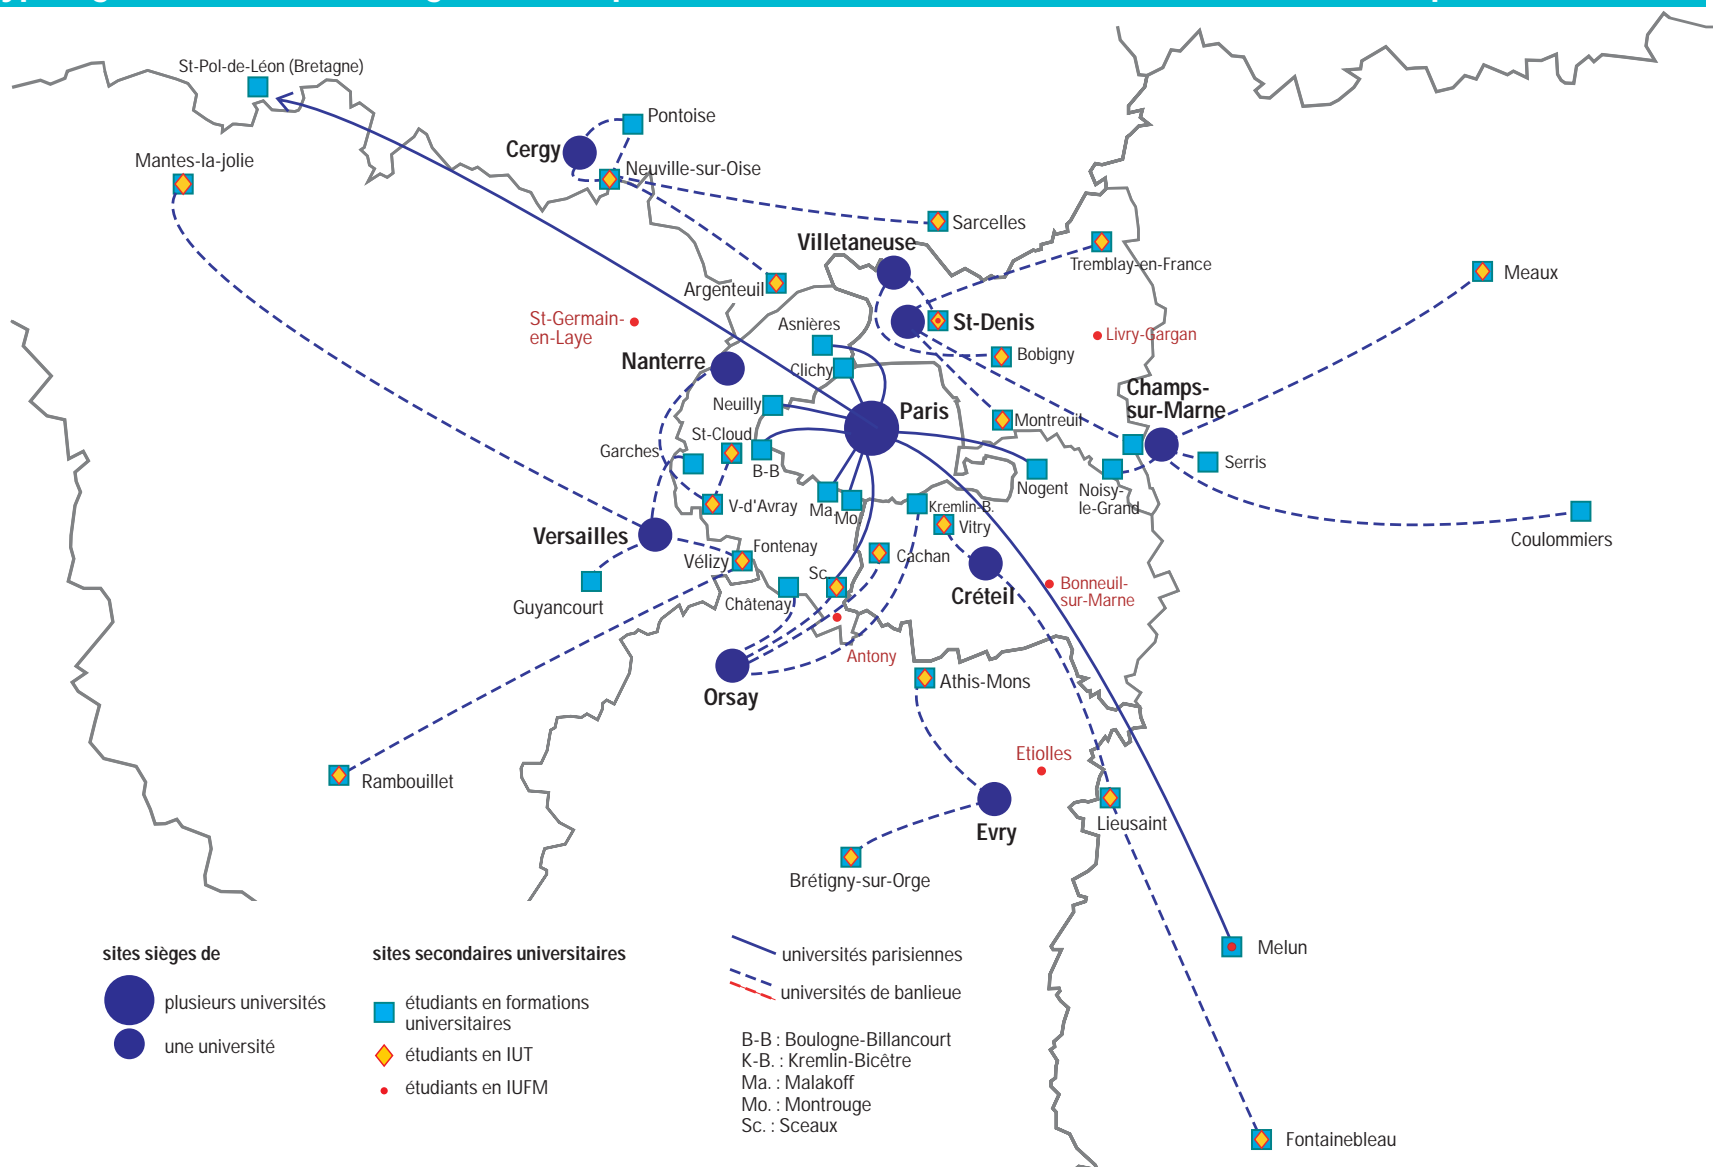 St-Pol-de-Léon (Bretagne)
Pontoise
Cergy
Mantes-la-jolie
Neuville-sur-Oise
Sarcelles
Villetaneuse
Tremblay-en-France
Meaux
Argenteuil
St-Germain-
en-Laye
Asnières
St-Denis
Livry-Gargan
Nanterre
Clichy
Bobigny
Champs-
sur-Marne
Neuilly
Paris
Montreuil
St-Cloud
Garches
B-B
Serris
Nogent
Noisy-
le-Grand
V-d'Avray
Ma.
Mo.
Kremlin-B.
Vitry
Versailles
Coulommiers
Fontenay
Vélizy
Cachan
Sc.
Créteil
Bonneuil-
sur-Marne
Guyancourt
Châtenay
Antony
Orsay
Athis-Mons
Etiolles
Rambouillet
Evry
Lieusaint
Brétigny-sur-Orge
Melun
Fontainebleau
sites sièges de
plusieurs universités
une université
sites secondaires universitaires
étudiants en formations
universitaires
étudiants en IUT
étudiants en IUFM
universités parisiennes
universités de banlieue
B-B : Boulogne-Billancourt
K-B. : Kremlin-Bicêtre
Ma. : Malakoff
Mo. : Montrouge
Sc. : Sceaux